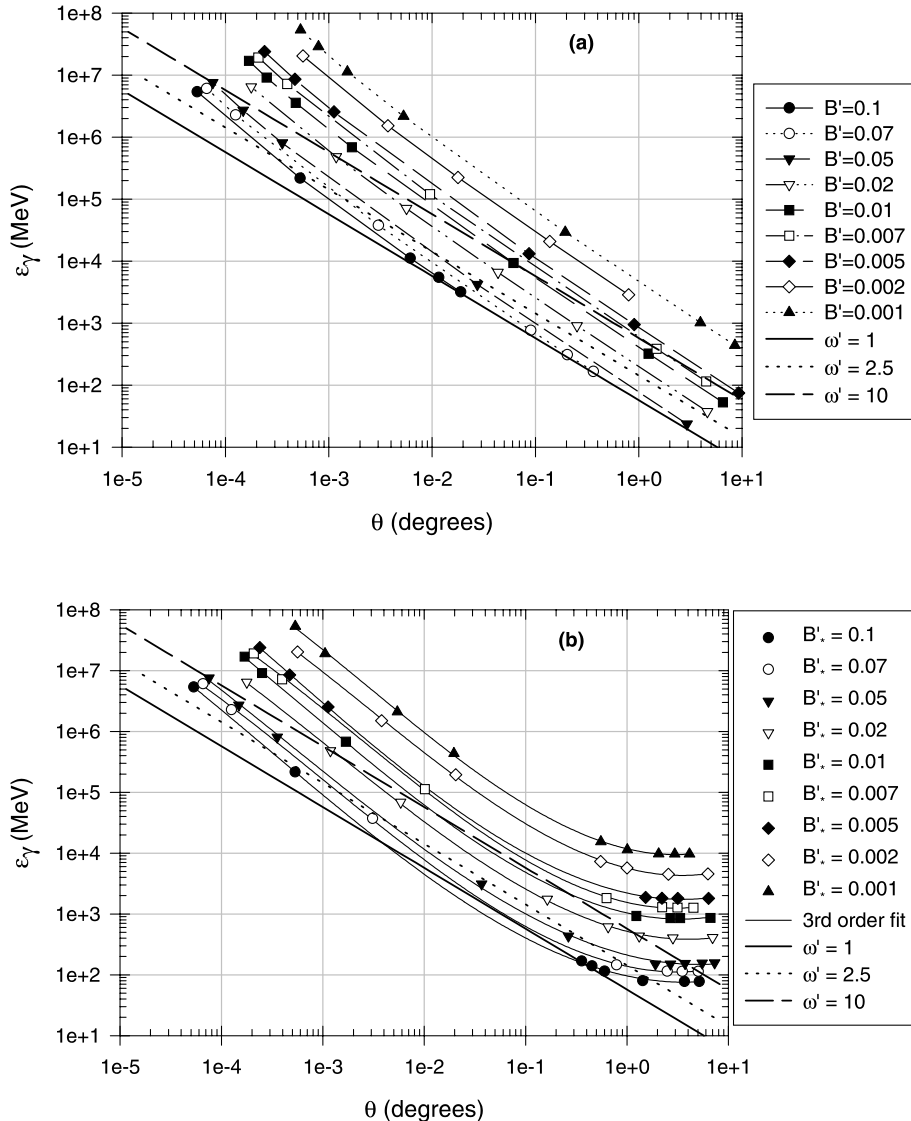 (a)
1e+8
1e+7
1e+6
1e+5
1e+4
1e+3
1e+2
1e+1
εγ (MeV)
1e-5 1e-4 1e-3 1e-2 1e-1 1e+0 1e+1
θ (degrees)
B'=0.1
B'=0.07
B'=0.05
B'=0.02
B'=0.01
B'=0.007
B'=0.005
B'=0.002
B'=0.001
ω' = 1
ω' = 2.5
ω' = 10
(b)
1e+8
1e+7
1e+6
1e+5
1e+4
1e+3
1e+2
1e+1
εγ (MeV)
1e-5 1e-4 1e-3 1e-2 1e-1 1e+0 1e+1
θ (degrees)
B'⋆ = 0.1
B'⋆ = 0.07
B'⋆ = 0.05
B'⋆ = 0.02
B'⋆ = 0.01
B'⋆ = 0.007
B'⋆ = 0.005
B'⋆ = 0.002
B'⋆ = 0.001
3rd order fit
ω' = 1
ω' = 2.5
ω' = 10